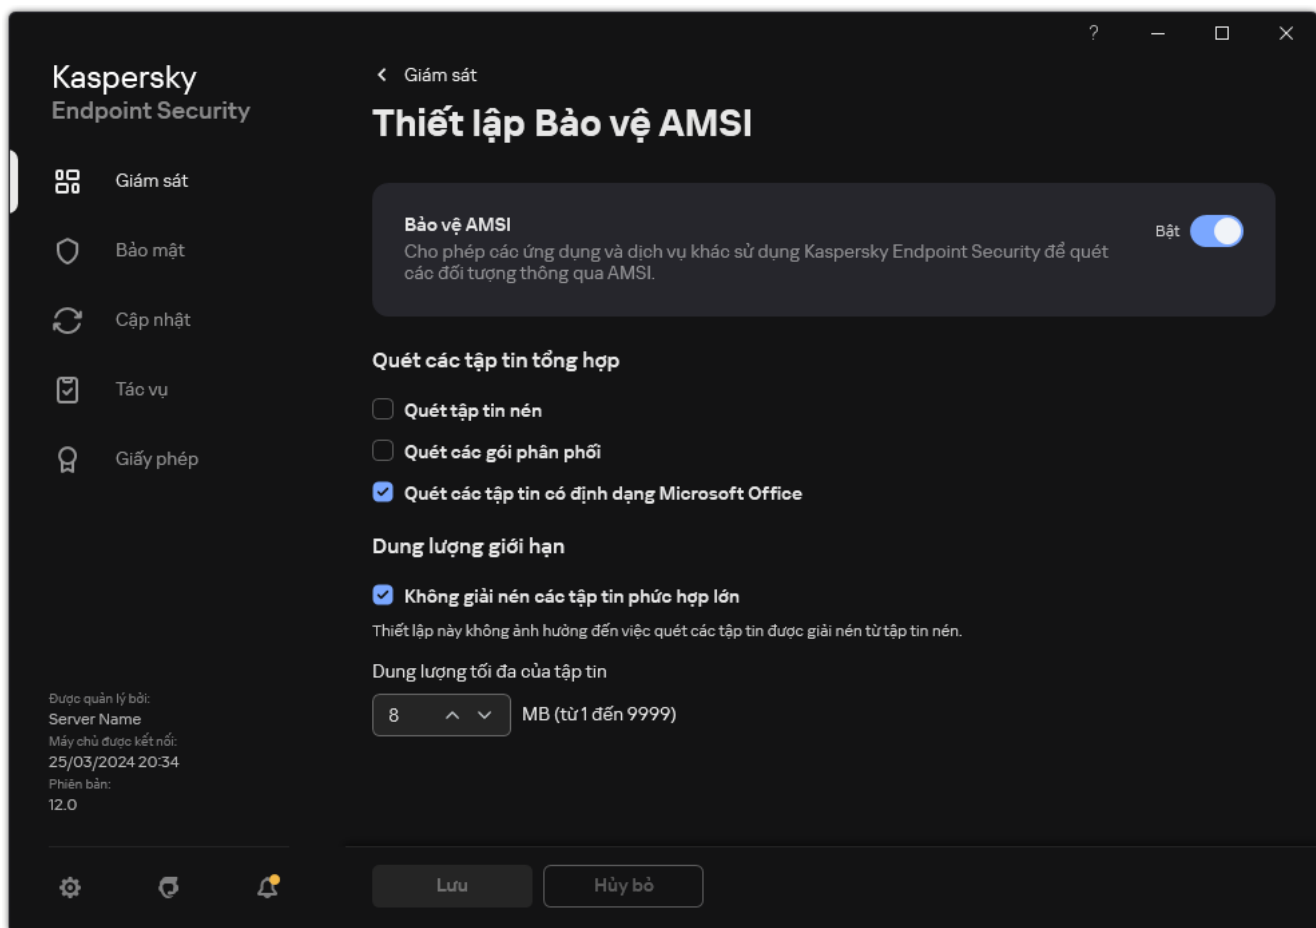 ?
Kaspersky
Endpoint Security
Giám sát
Bảo mật
Cập nhật
Tác vụ
Giấy phép
Được quản lý bởi:
Server Name
Máy chủ được kết nối:
25/03/2024 20:34
Phiên bản:
12.0
Giám sát
Thiết lập Bảo vệ AMSI
Bảo vệ AMSI
Cho phép các ứng dụng và dịch vụ khác sử dụng Kaspersky Endpoint Security để quét
các đối tượng thông qua AMSI.
Bật
Quét các tập tin tổng hợp
Quét tập tin nén
Quét các gói phân phối
Quét các tập tin có định dạng Microsoft Office
Dung lượng giới hạn
Không giải nén các tập tin phức hợp lớn
Thiết lập này không ảnh hưởng đến việc quét các tập tin được giải nén từ tập tin nén.
Dung lượng tối đa của tập tin
8 MB (từ 1 đến 9999)
Lưu
Hủy bỏ